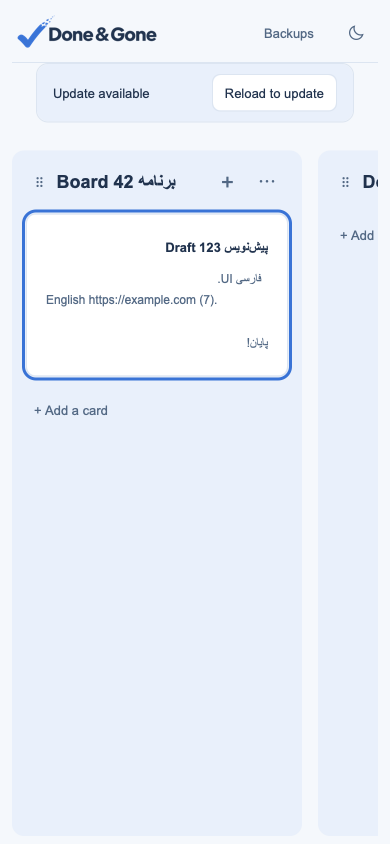 Done & Gone
Backups
Update available
Reload to update
Board 42 برنامه
پیش‌نویس Draft 123
فارسی UI.
English https://example.com (7).
پایان!
+ Add a card
+ Add